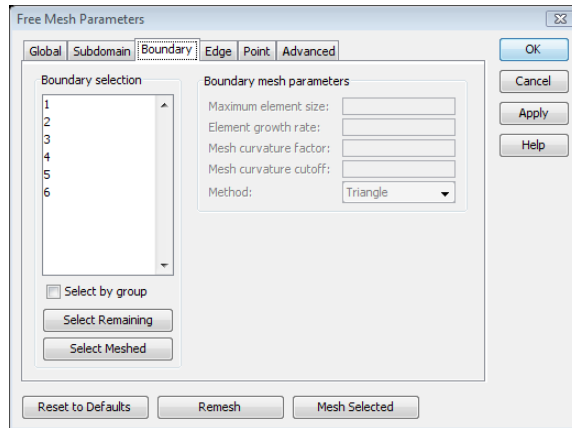 Free Mesh Parameters
Global Subdomain Boundary Edge Point Advanced
OK
Cancel
Apply
Help
Boundary selection
1
2
3
4
5
6
Select by group
Select Remaining
Select Meshed
Boundary mesh parameters
Maximum element size:
Element growth rate:
Mesh curvature factor:
Mesh curvature cutoff:
Method: Triangle
Reset to Defaults Remesh Mesh Selected